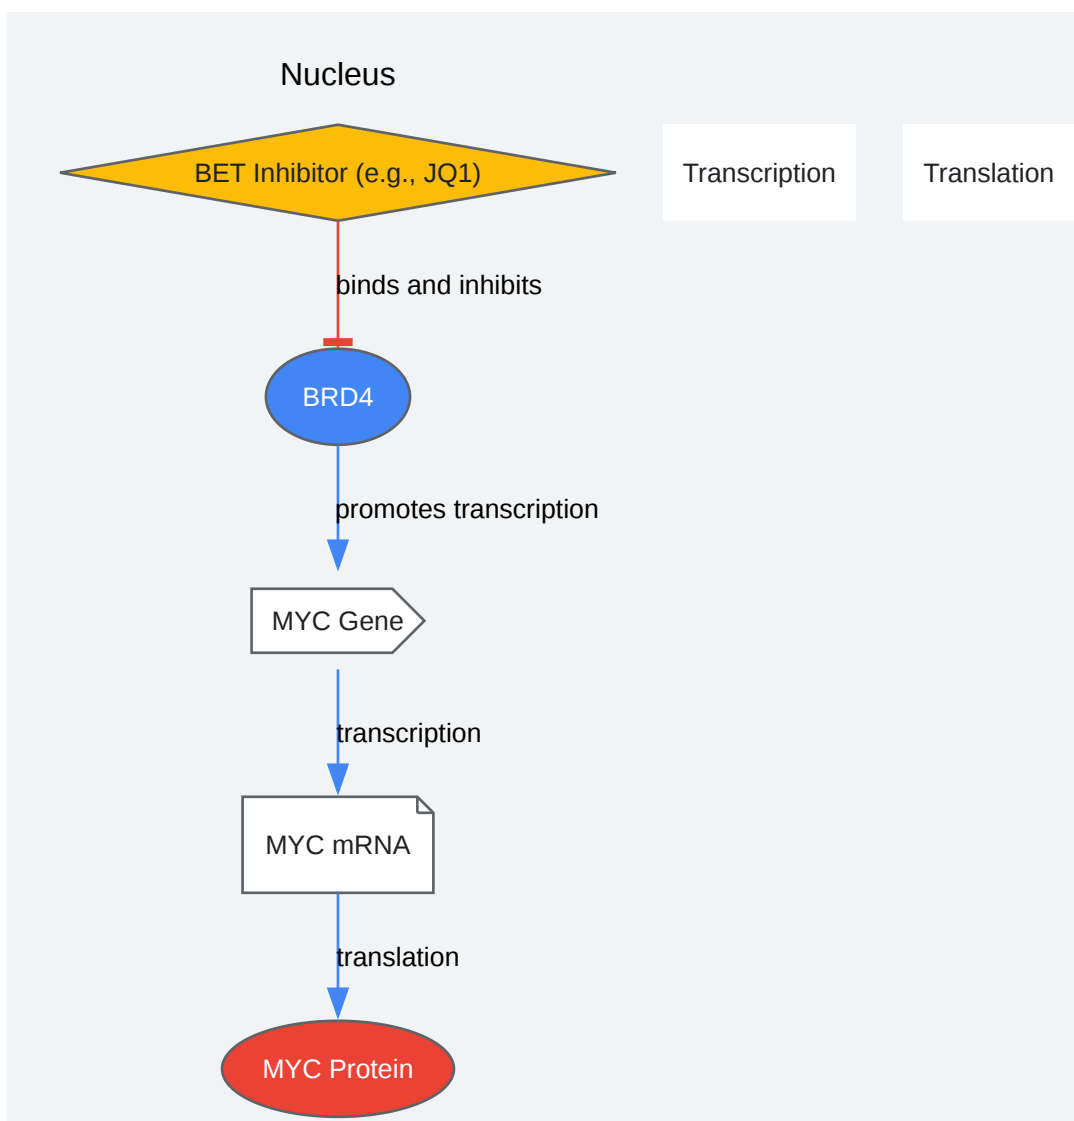 Nucleus
BET Inhibitor (e.g., JQ1)
Transcription
Translation
binds and inhibits
BRD4
promotes transcription
MYC Gene
transcription
MYC mRNA
translation
MYC Protein